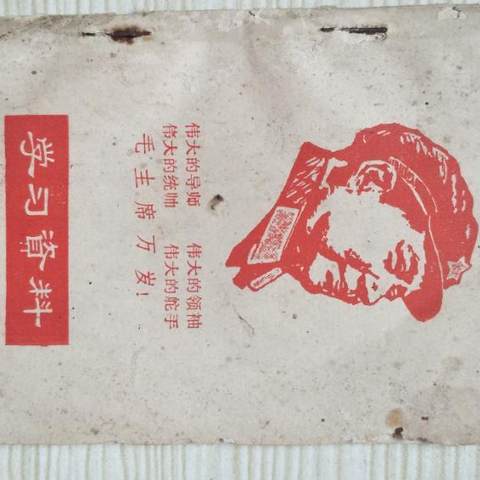 伟大的导师 伟大的领袖
伟大的统帅 伟大的舵手
毛主席万岁！
学习资料